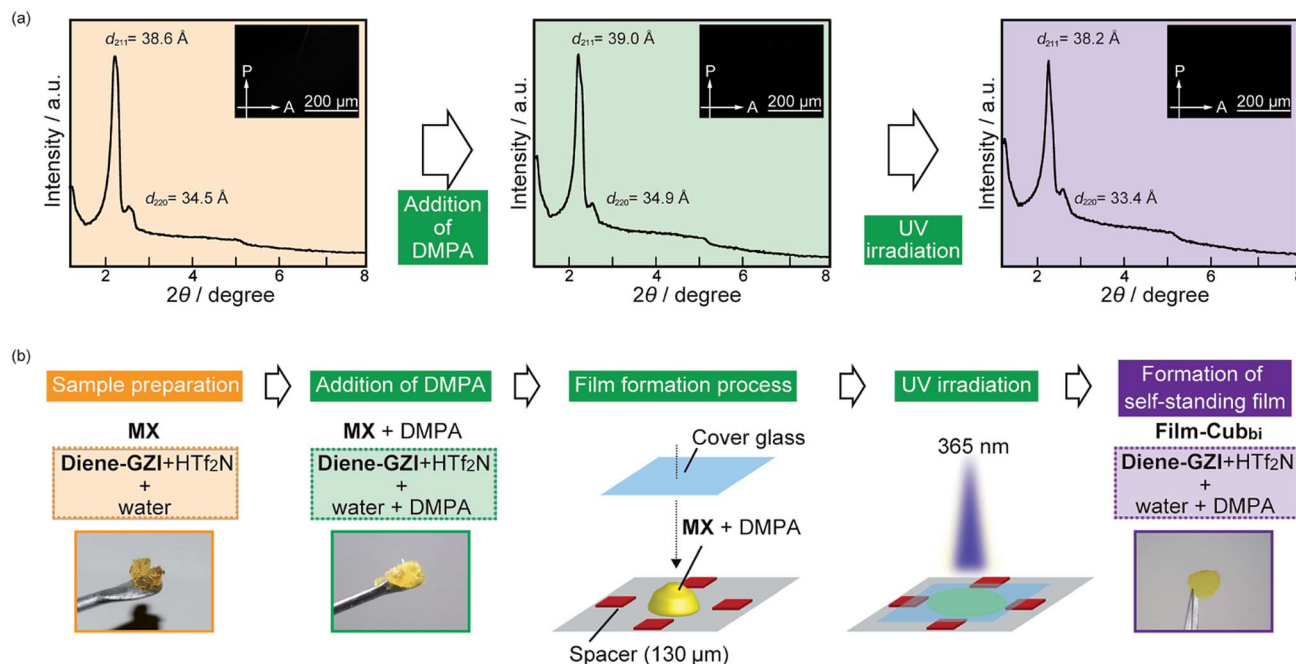 (a)
d211= 38.6 Å
d220= 34.5 Å
P
A
200 µm
Intensity / a.u.
2 4 6 8
2θ / degree
Addition
of
DMPA
d211= 39.0 Å
d220= 34.9 Å
P
A
200 µm
Intensity / a.u.
2 4 6 8
2θ / degree
UV
irradiation
d211= 38.2 Å
d220= 33.4 Å
P
A
200 µm
Intensity / a.u.
2 4 6 8
2θ / degree
(b)
Sample preparation
MX
Diene-GZI+HTf2N
+
water
Addition of DMPA
MX + DMPA
Diene-GZI+HTf2N
+
water + DMPA
Film formation process
Cover glass
MX + DMPA
Spacer (130 µm)
UV irradiation
365 nm
Formation of
self-standing film
Film-Cubbi
Diene-GZI+HTf2N
+
water + DMPA